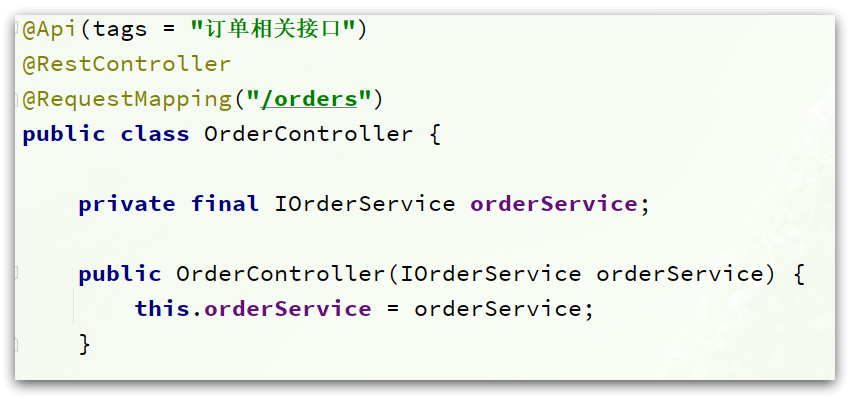 @Api(tags = "订单相关接口")
@RestController
@RequestMapping("/orders")
public class OrderController {
private final IOrderService orderService;
public OrderController(IOrderService orderService) {
this.orderService = orderService;
}